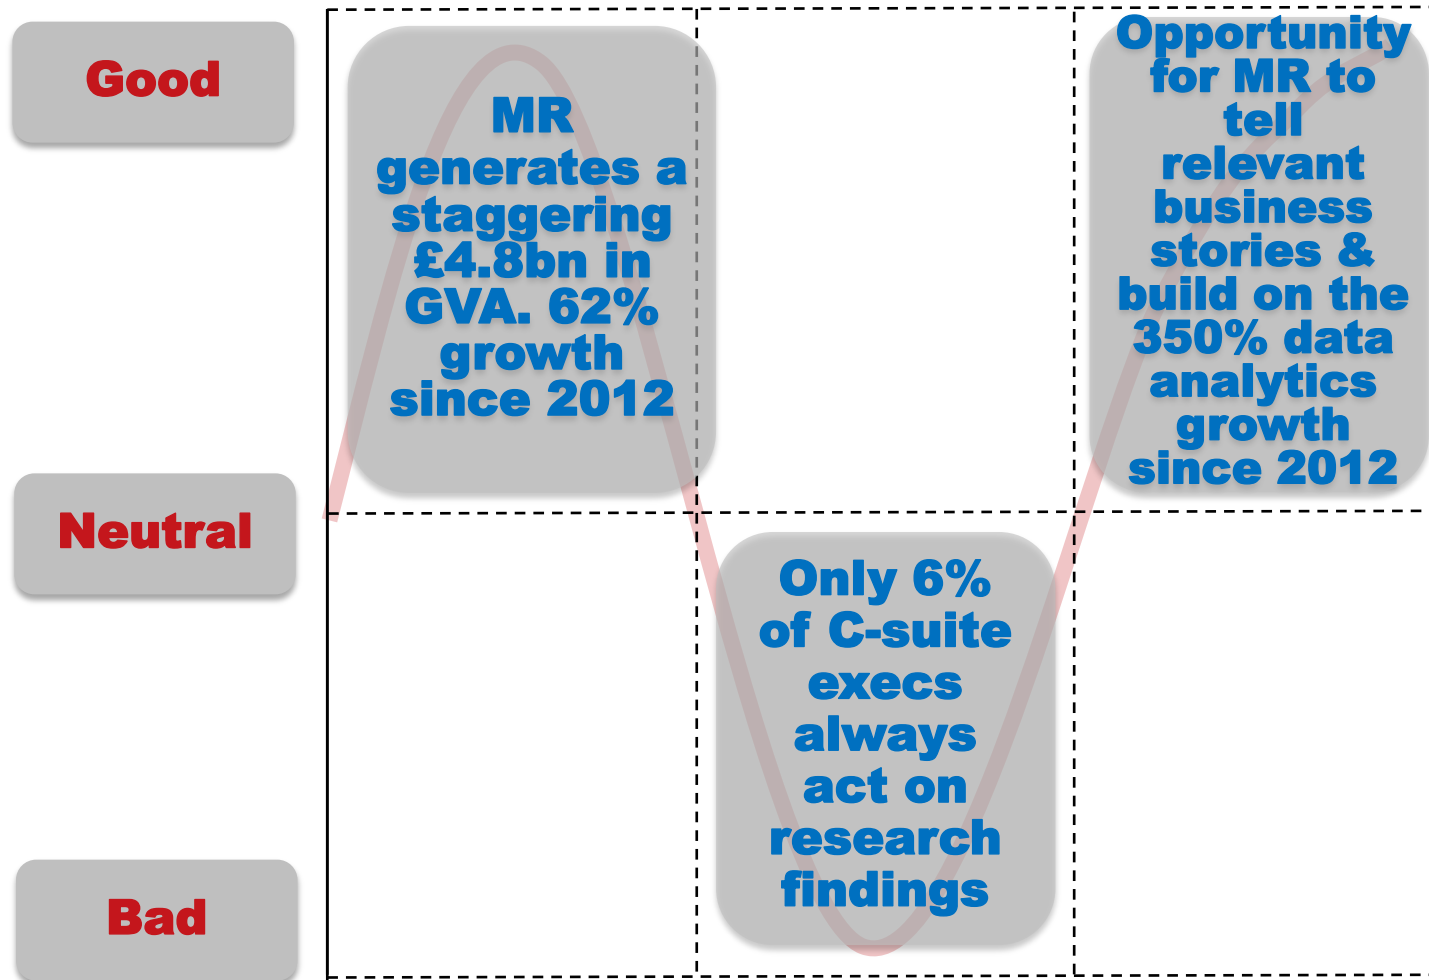 Good
Neutral
Bad
MR
generates a
staggering
£4.8bn in
GVA. 62%
growth
since 2012
Only 6%
of C-suite
execs
always
act on
research
findings
Opportunity
for MR to
tell
relevant
business
stories &
build on the
350% data
analytics
growth
since 2012